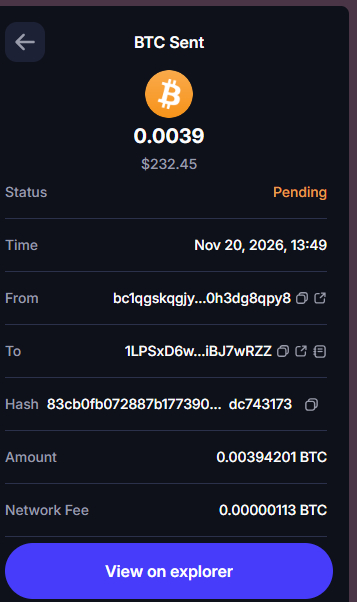 BTC Sent
0.0039
$232.45
Status Pending
Time Nov 20, 2026, 13:49
From bc1qgskqgjy...0h3dg8qpy8
To 1LPSxD6w...iBJ7wRZZ
Hash 83cb0fb072887b177390... dc743173
Amount 0.00394201 BTC
Network Fee 0.00000113 BTC
View on explorer